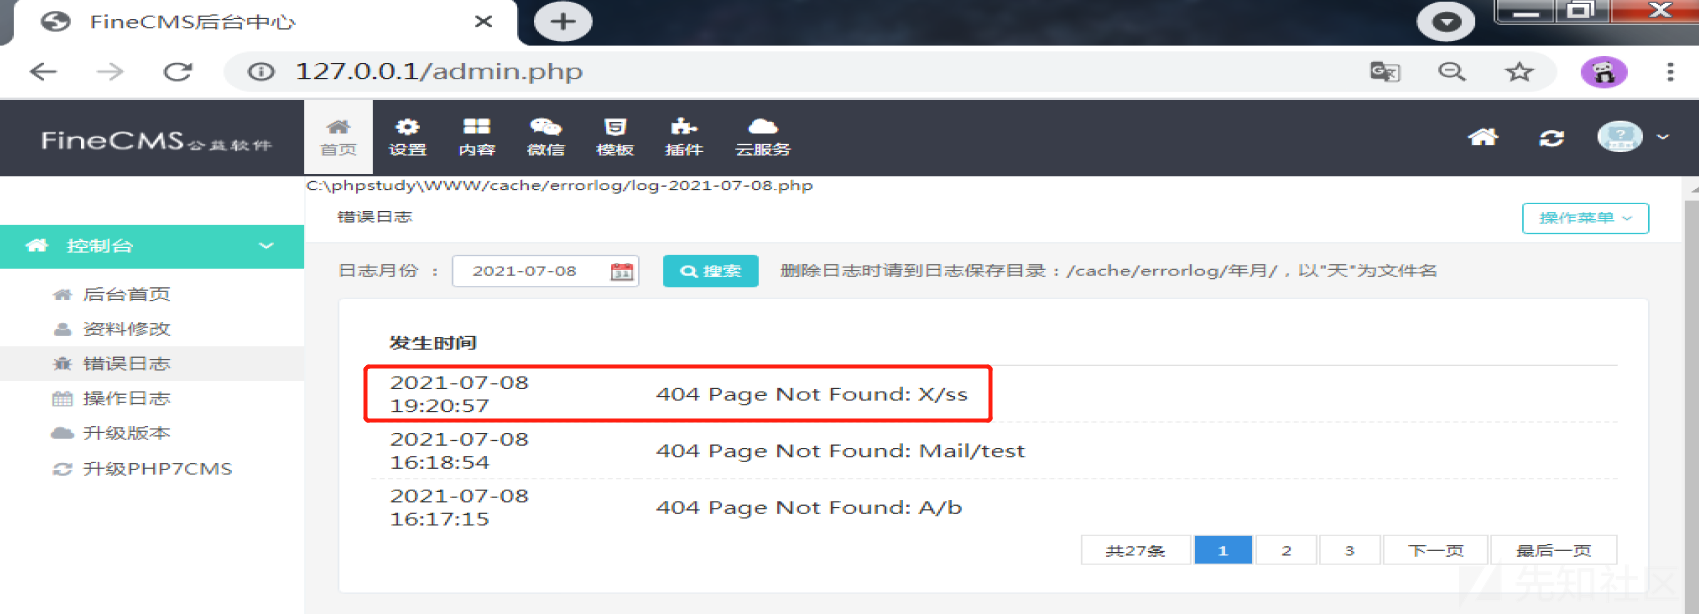 FineCMS后台中心
127.0.0.1/admin.php
FineCMS公益软件
首页 设置 内容 微信 模板 插件 云服务
C:\phpstudy\WWW/cache/errorlog/log-2021-07-08.php
错误日志
操作菜单
控制台
日志月份 : 2021-07-08 搜索 删除日志时请到日志保存目录：/cache/errorlog/年月/，以"天"为文件名
后台首页
资料修改
错误日志
操作日志
升级版本
升级PHP7CMS
发生时间
2021-07-08
19:20:57
404 Page Not Found: X/ss
2021-07-08
16:18:54
404 Page Not Found: Mail/test
2021-07-08
16:17:15
404 Page Not Found: A/b
共27条 1 2 3 下一页 最后一页
先知社区